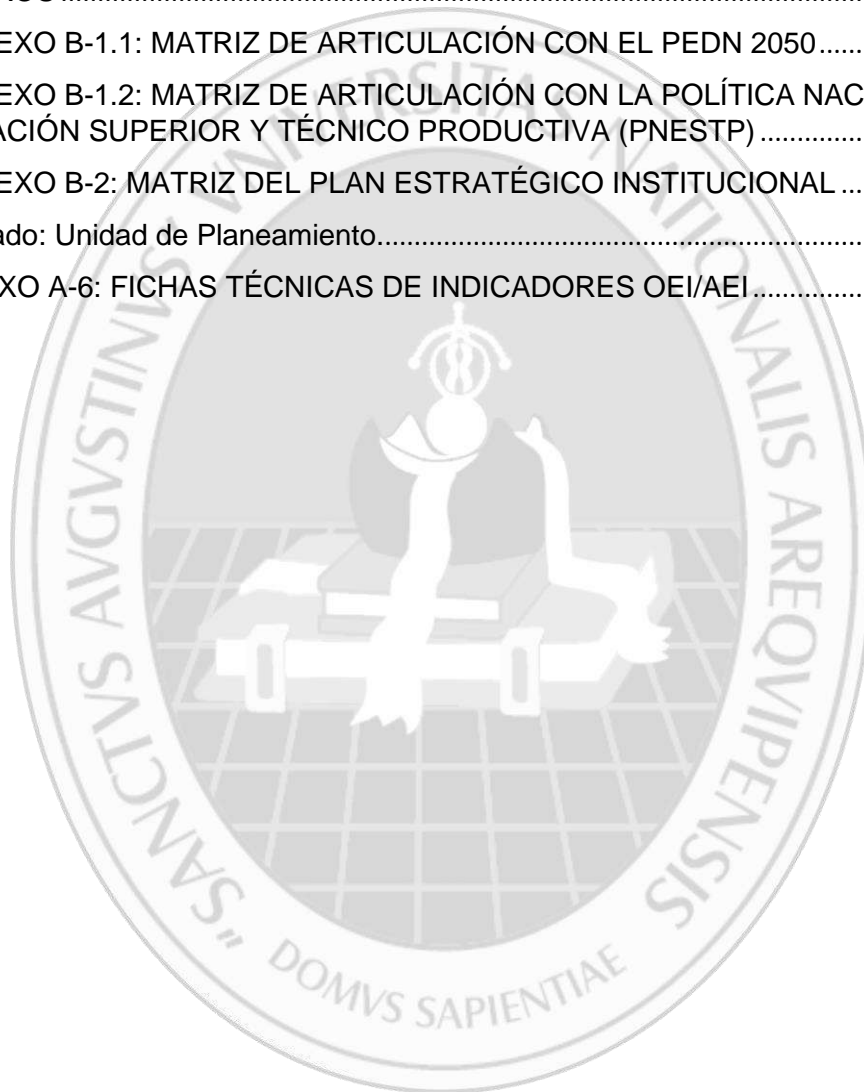 EXO B-1.1: MATRIZ DE ARTICULACIÓN CON EL PEDN 2050
EXO B-1.2: MATRIZ DE ARTICULACIÓN CON LA POLÍTICA NAC
ACIÓN SUPERIOR Y TÉCNICO PRODUCTIVA (PNESTP)
EXO B-2: MATRIZ DEL PLAN ESTRATÉGICO INSTITUCIONAL
ado: Unidad de Planeamiento
XO A-6: FICHAS TÉCNICAS DE INDICADORES OEI/AEI
VNIVERSITAS NATIONALIS AREQVIPENSIS
"SANCTVS AVGVSTINVS
DOMVS SAPIENTIAE